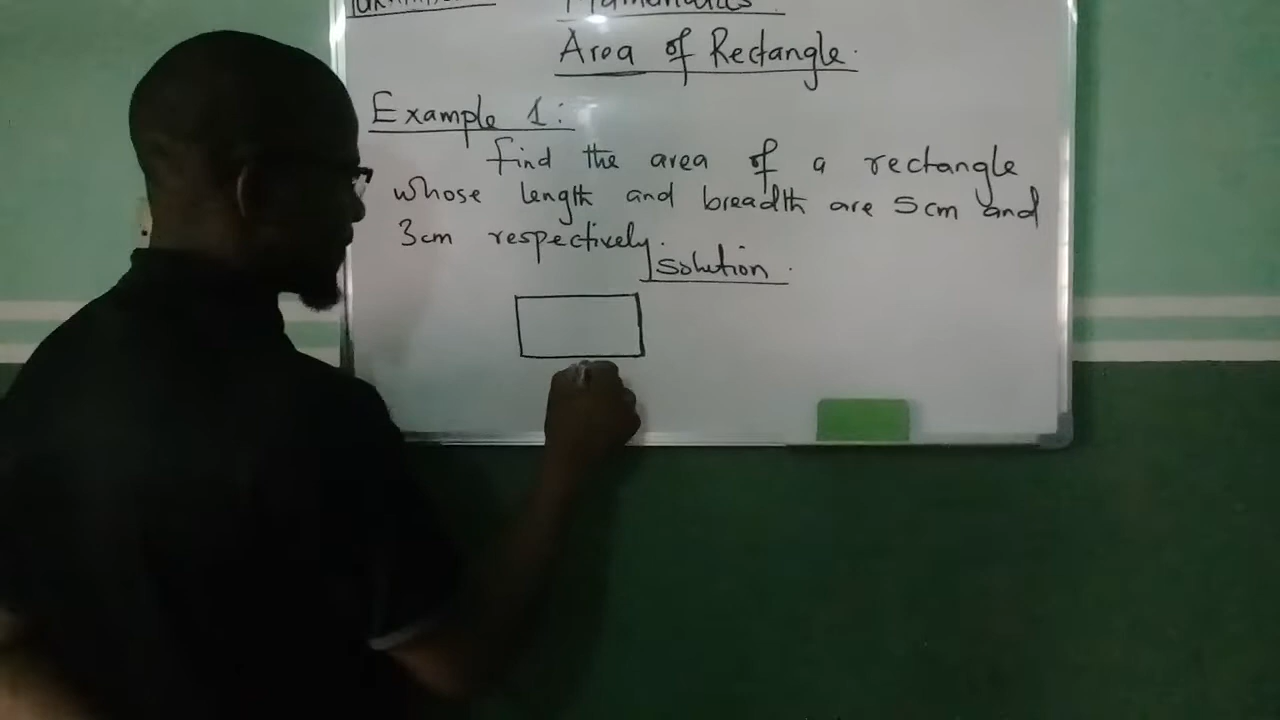 Mathematics.
Area of Rectangle.
Example 1:
find the area of a rectangle
whose length and breadth are 5cm and
3cm respectively.
solution.